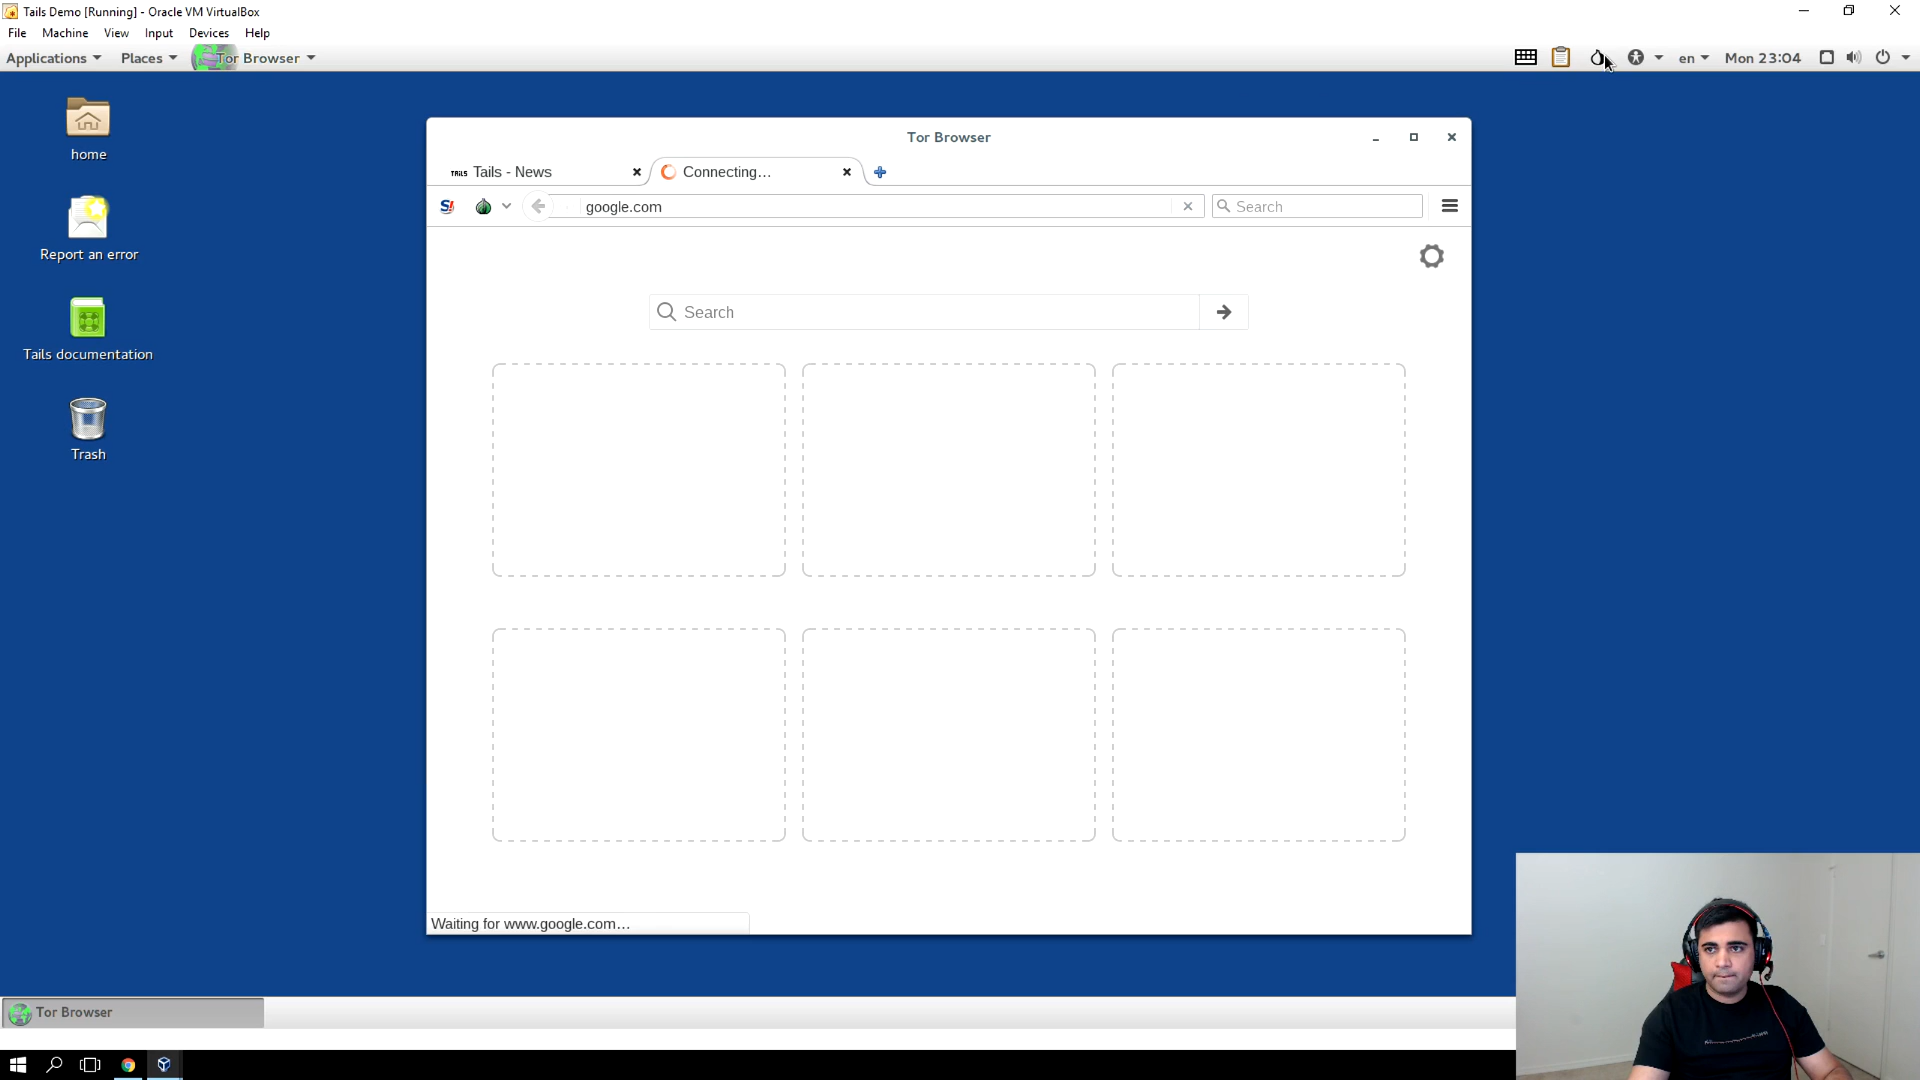 Tails Demo [Running] - Oracle VM VirtualBox
File Machine View Input Devices Help
Applications Places Tor Browser en Mon 23:04
home
Report an error
Tails documentation
Trash
Tor Browser
TAILS Tails - News Connecting...
S! google.com Search
Search
Waiting for www.google.com...
Tor Browser